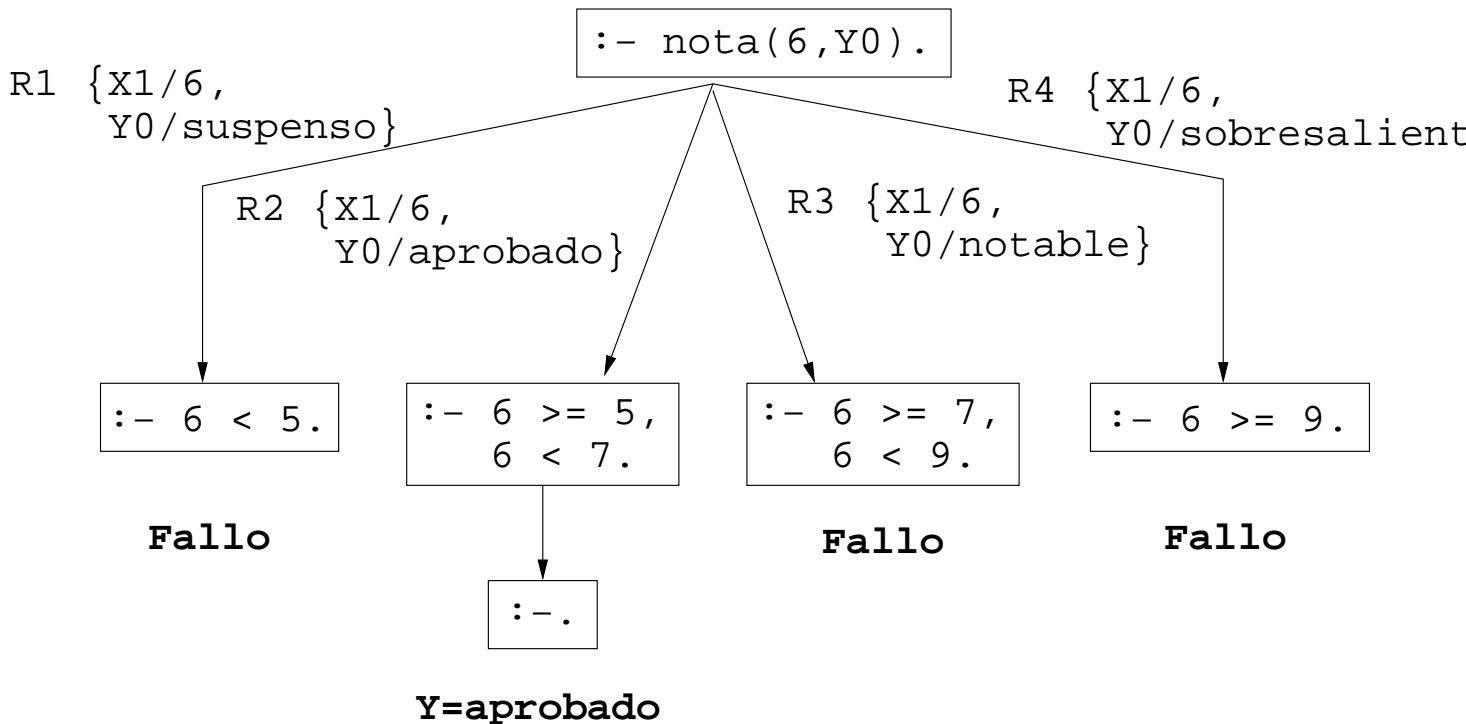 :- nota(6,Y0).
R1 {X1/6,
Y0/suspenso}
R4 {X1/6,
Y0/sobresalient
R2 {X1/6,
Y0/aprobado}
R3 {X1/6,
Y0/notable}
:- 6 < 5.
:- 6 >= 5,
6 < 7.
:- 6 >= 7,
6 < 9.
:- 6 >= 9.
Fallo
Fallo
Fallo
:-.
Y=aprobado